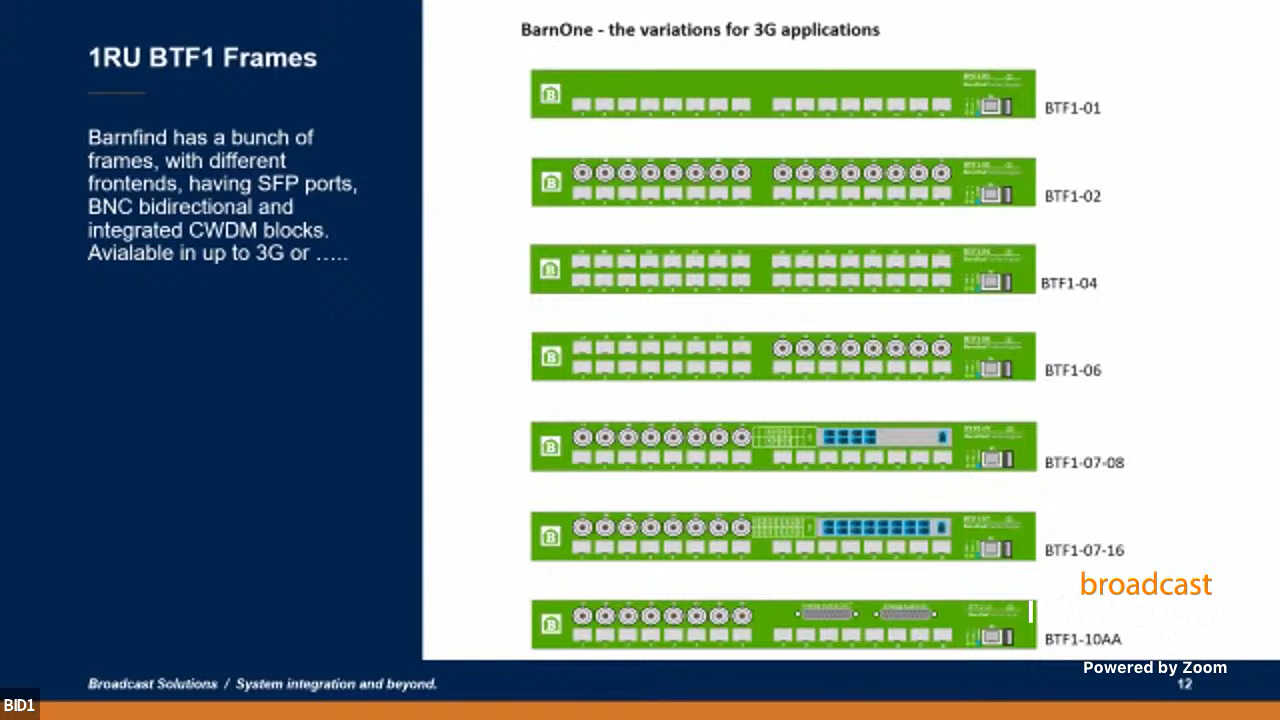 1RU BTF1 Frames
Barnfind has a bunch of
frames, with different
frontends, having SFP ports,
BNC bidirectional and
integrated CWDM blocks.
Avialable in up to 3G or …..
BarnOne - the variations for 3G applications
B
BTF1-01
B
BTF1-02
B
BTF1-04
B
BTF1-06
B
BTF1-07-08
B
BTF1-07-16
B
BTF1-10AA
broadcast
Powered by Zoom
Broadcast Solutions / System integration and beyond.
12
BID1